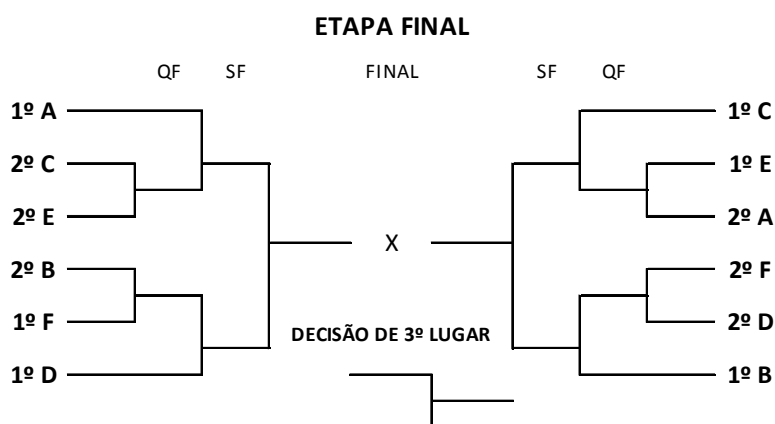 ETAPA FINAL
QF SF FINAL SF QF
1º A 1º C
2º C 1º E
2º E 2º A
X
2º B 2º F
1º F 2º D
DECISÃO DE 3º LUGAR
1º D 1º B